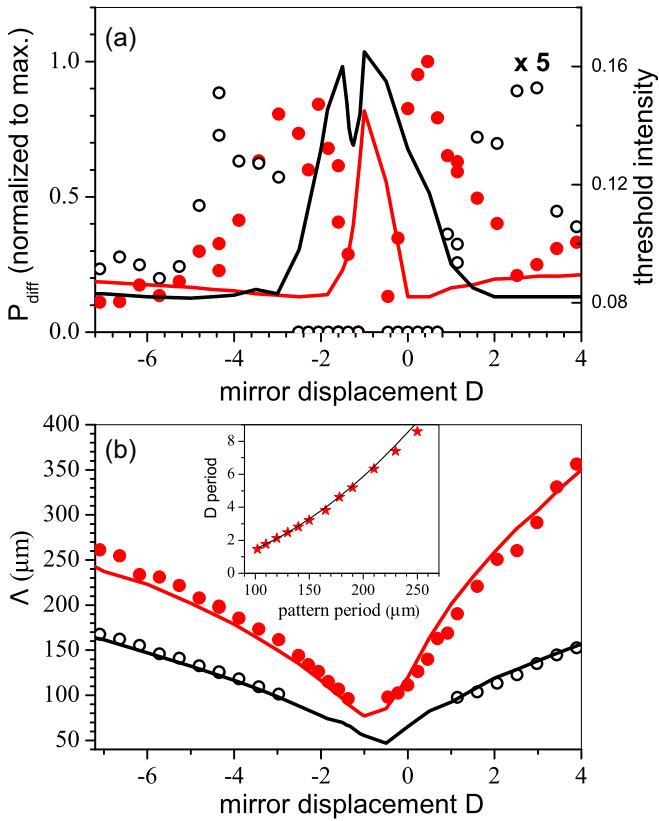 (a)
x 5
P_diff (normalized to max.)
1.0
0.5
0.0
0.16
0.12
0.08
threshold intensity
-6 -4 -2 0 2 4
mirror displacement D
(b)
Λ (μm)
400
350
300
250
200
150
100
50
D period
8
6
4
2
0
100 150 200 250
pattern period (μm)
-6 -4 -2 0 2 4
mirror displacement D